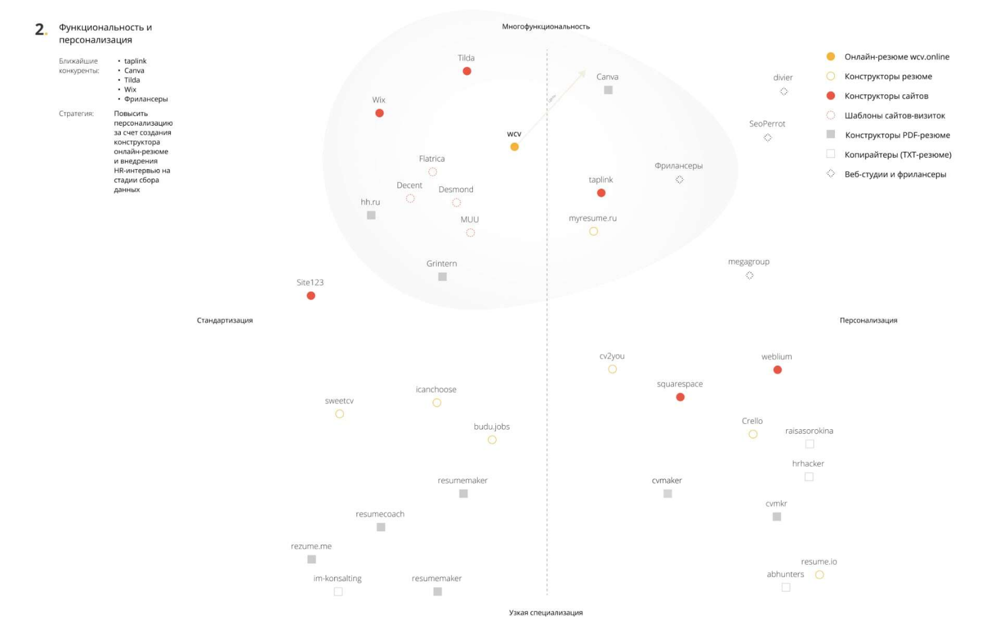 2.
Функциональность и
персонализация
Ближайшие
конкуренты:
• taplink
• Canva
• Tilda
• Wix
• Фрилансеры
Стратегия:
Повысить
персонализацию
за счет создания
конструктора
онлайн-резюме
и внедрения
HR-интервью на
стадии сбора
данных
Многофункциональность
Онлайн-резюме wcv.online
Конструкторы резюме
Конструкторы сайтов
Шаблоны сайтов-визиток
Конструкторы PDF-резюме
Копирайтеры (TXT-резюме)
Веб-студии и фрилансеры
Tilda
Canva
divier
Wix
SeoPerrot
wcv
Flatrica
Фрилансеры
taplink
Decent
Desmond
hh.ru
MUU
myresume.ru
Grintern
megagroup
Site123
Стандартизация
Персонализация
cv2you
weblium
squarespace
icanchoose
sweetcv
Crello
budu.jobs
raisasorokina
hrhacker
resumemaker
cvmaker
cvmkr
resumecoach
rezume.me
resume.io
abhunters
im-konsalting
resumemaker
Узкая специализация